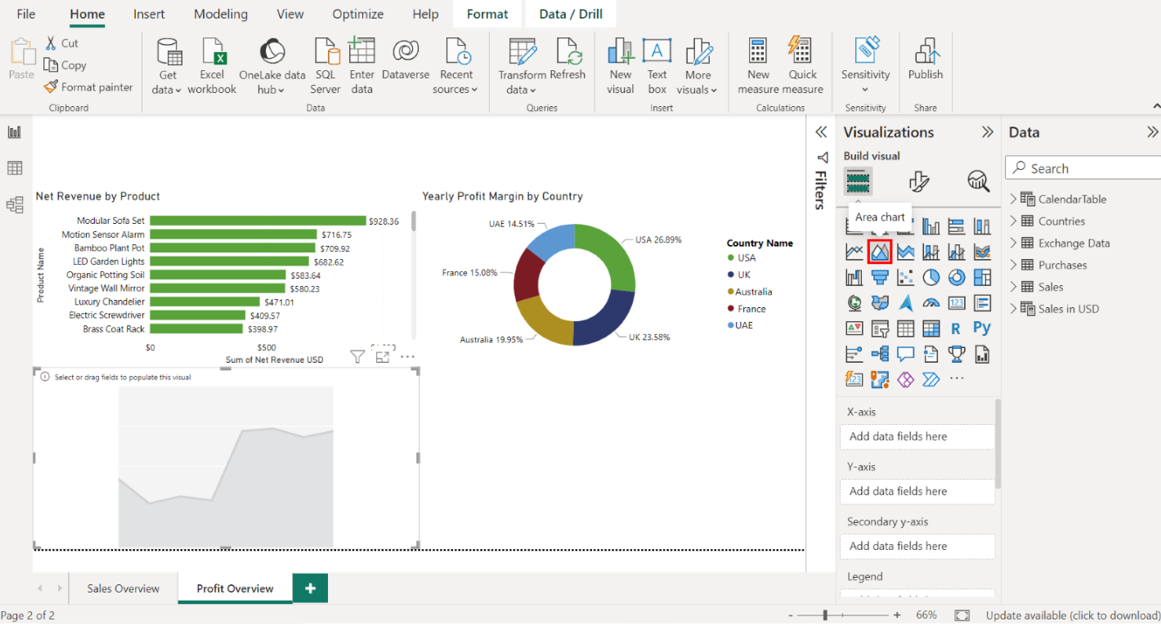 File Home Insert Modeling View Optimize Help Format Data / Drill
Paste
Cut
Copy
Format painter
Get data
Excel workbook
OneLake data hub
SQL Server
Enter data
Dataverse
Recent sources
Transform data
Refresh
New visual
Text box
More visuals
New measure
Quick measure
Sensitivity
Publish
Clipboard Data Queries Insert Calculations Sensitivity Share
Net Revenue by Product
Product Name
Modular Sofa Set $928.36
Motion Sensor Alarm $716.75
Bamboo Plant Pot $709.92
LED Garden Lights $682.62
Organic Potting Soil $583.64
Vintage Wall Mirror $580.23
Luxury Chandelier $471.01
Electric Screwdriver $409.57
Brass Coat Rack $398.97
$0 $500
Sum of Net Revenue USD
Yearly Profit Margin by Country
UAE 14.51%
USA 26.89%
France 15.08%
Australia 19.95%
UK 23.58%
Country Name
USA
UK
Australia
France
UAE
Select or drag fields to populate this visual
Filters
Visualizations
Build visual
Area chart
R Py
123
123
X-axis
Add data fields here
Y-axis
Add data fields here
Secondary y-axis
Add data fields here
Legend
Data
Search
CalendarTable
Countries
Exchange Data
Purchases
Sales
Sales in USD
Sales Overview Profit Overview +
Page 2 of 2
- + 66%
Update available (click to download)